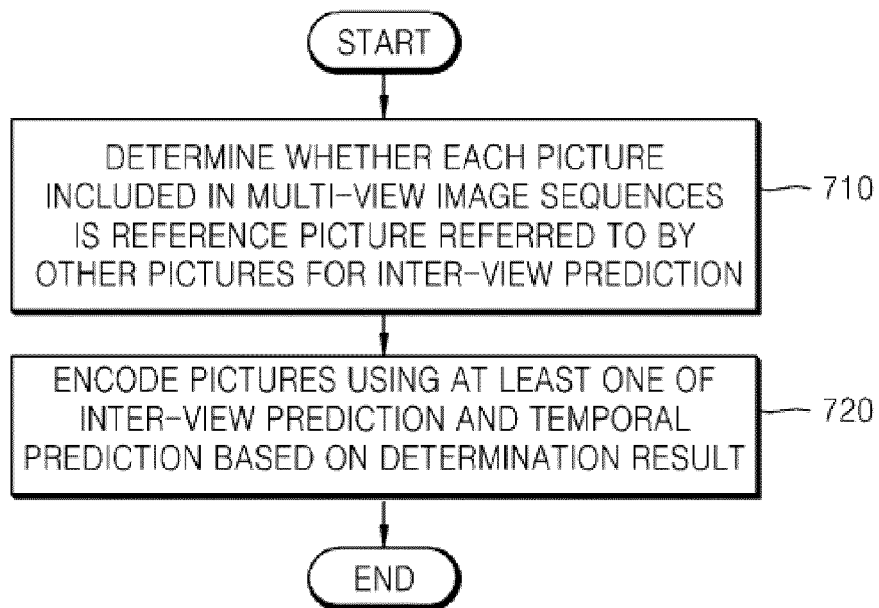 START
DETERMINE WHETHER EACH PICTURE
INCLUDED IN MULTI-VIEW IMAGE SEQUENCES
IS REFERENCE PICTURE REFERRED TO BY
OTHER PICTURES FOR INTER-VIEW PREDICTION
710
ENCODE PICTURES USING AT LEAST ONE OF
INTER-VIEW PREDICTION AND TEMPORAL
PREDICTION BASED ON DETERMINATION RESULT
720
END